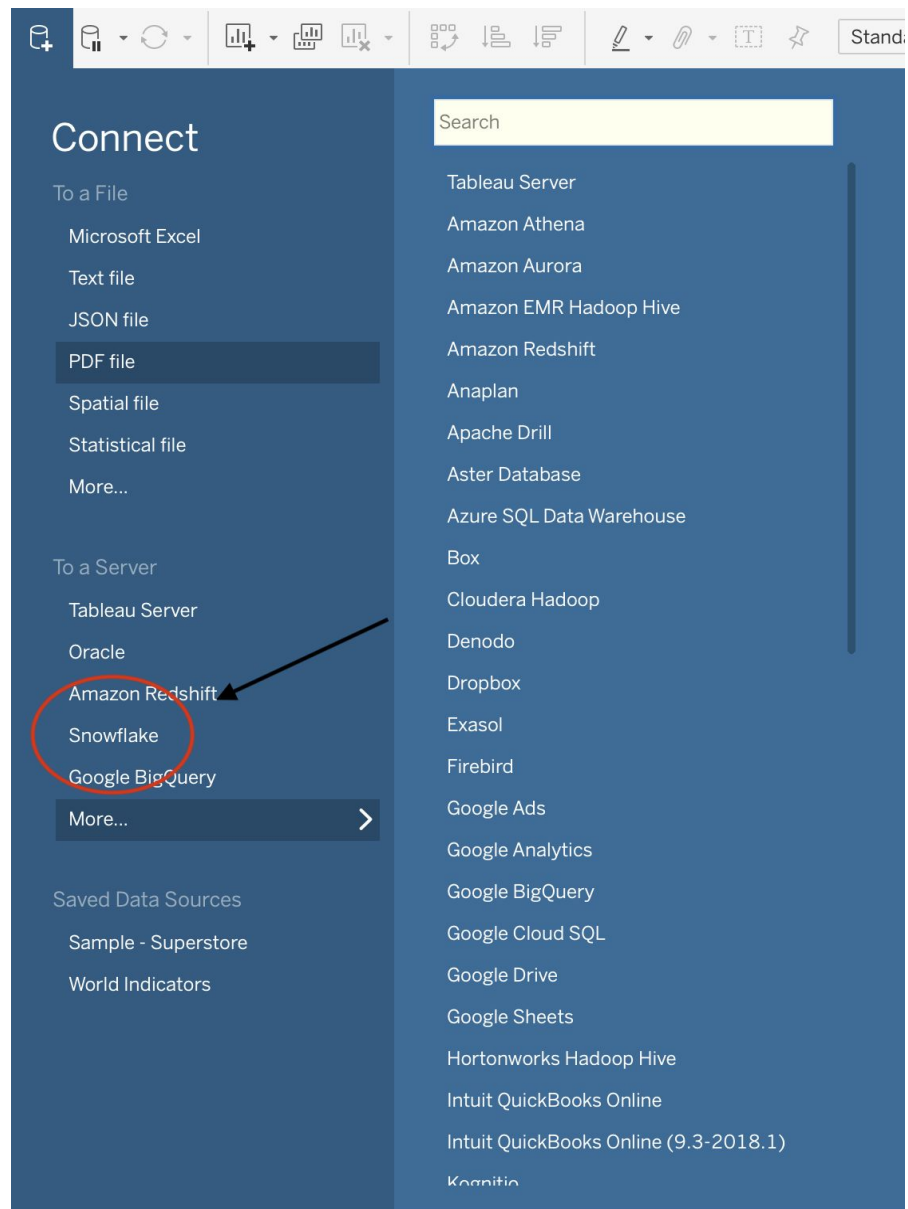 Standa
Connect
To a File
Microsoft Excel
Text file
JSON file
PDF file
Spatial file
Statistical file
More...
To a Server
Tableau Server
Oracle
Amazon Redshift
Snowflake
Google BigQuery
More...
Saved Data Sources
Sample - Superstore
World Indicators
Search
Tableau Server
Amazon Athena
Amazon Aurora
Amazon EMR Hadoop Hive
Amazon Redshift
Anaplan
Apache Drill
Aster Database
Azure SQL Data Warehouse
Box
Cloudera Hadoop
Denodo
Dropbox
Exasol
Firebird
Google Ads
Google Analytics
Google BigQuery
Google Cloud SQL
Google Drive
Google Sheets
Hortonworks Hadoop Hive
Intuit QuickBooks Online
Intuit QuickBooks Online (9.3-2018.1)
Kognitio